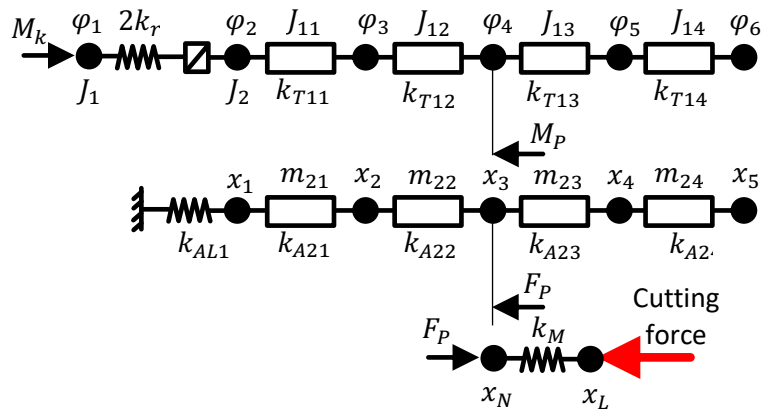 M_k φ_1 2k_r φ_2 J_11 φ_3 J_12 φ_4 J_13 φ_5 J_14 φ_6
J_1 J_2 k_T11 k_T12 k_T13 k_T14
M_P
x_1 m_21 x_2 m_22 x_3 m_23 x_4 m_24 x_5
k_AL1 k_A21 k_A22 k_A23 k_A24
F_P Cutting
F_P k_M force
x_N x_L